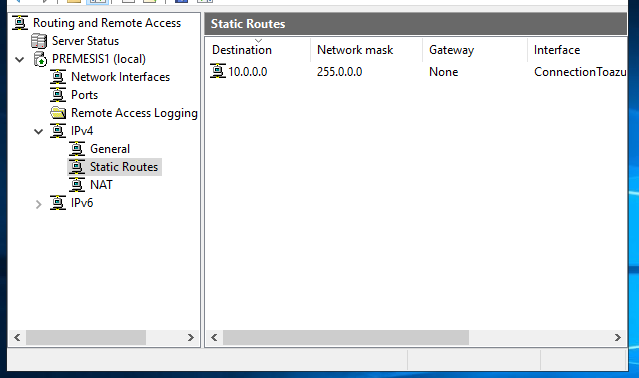 Routing and Remote Access
Server Status
PREMESIS1 (local)
Network Interfaces
Ports
Remote Access Logging
IPv4
General
Static Routes
NAT
IPv6
Static Routes
Destination Network mask Gateway Interface
10.0.0.0 255.0.0.0 None ConnectionToazu